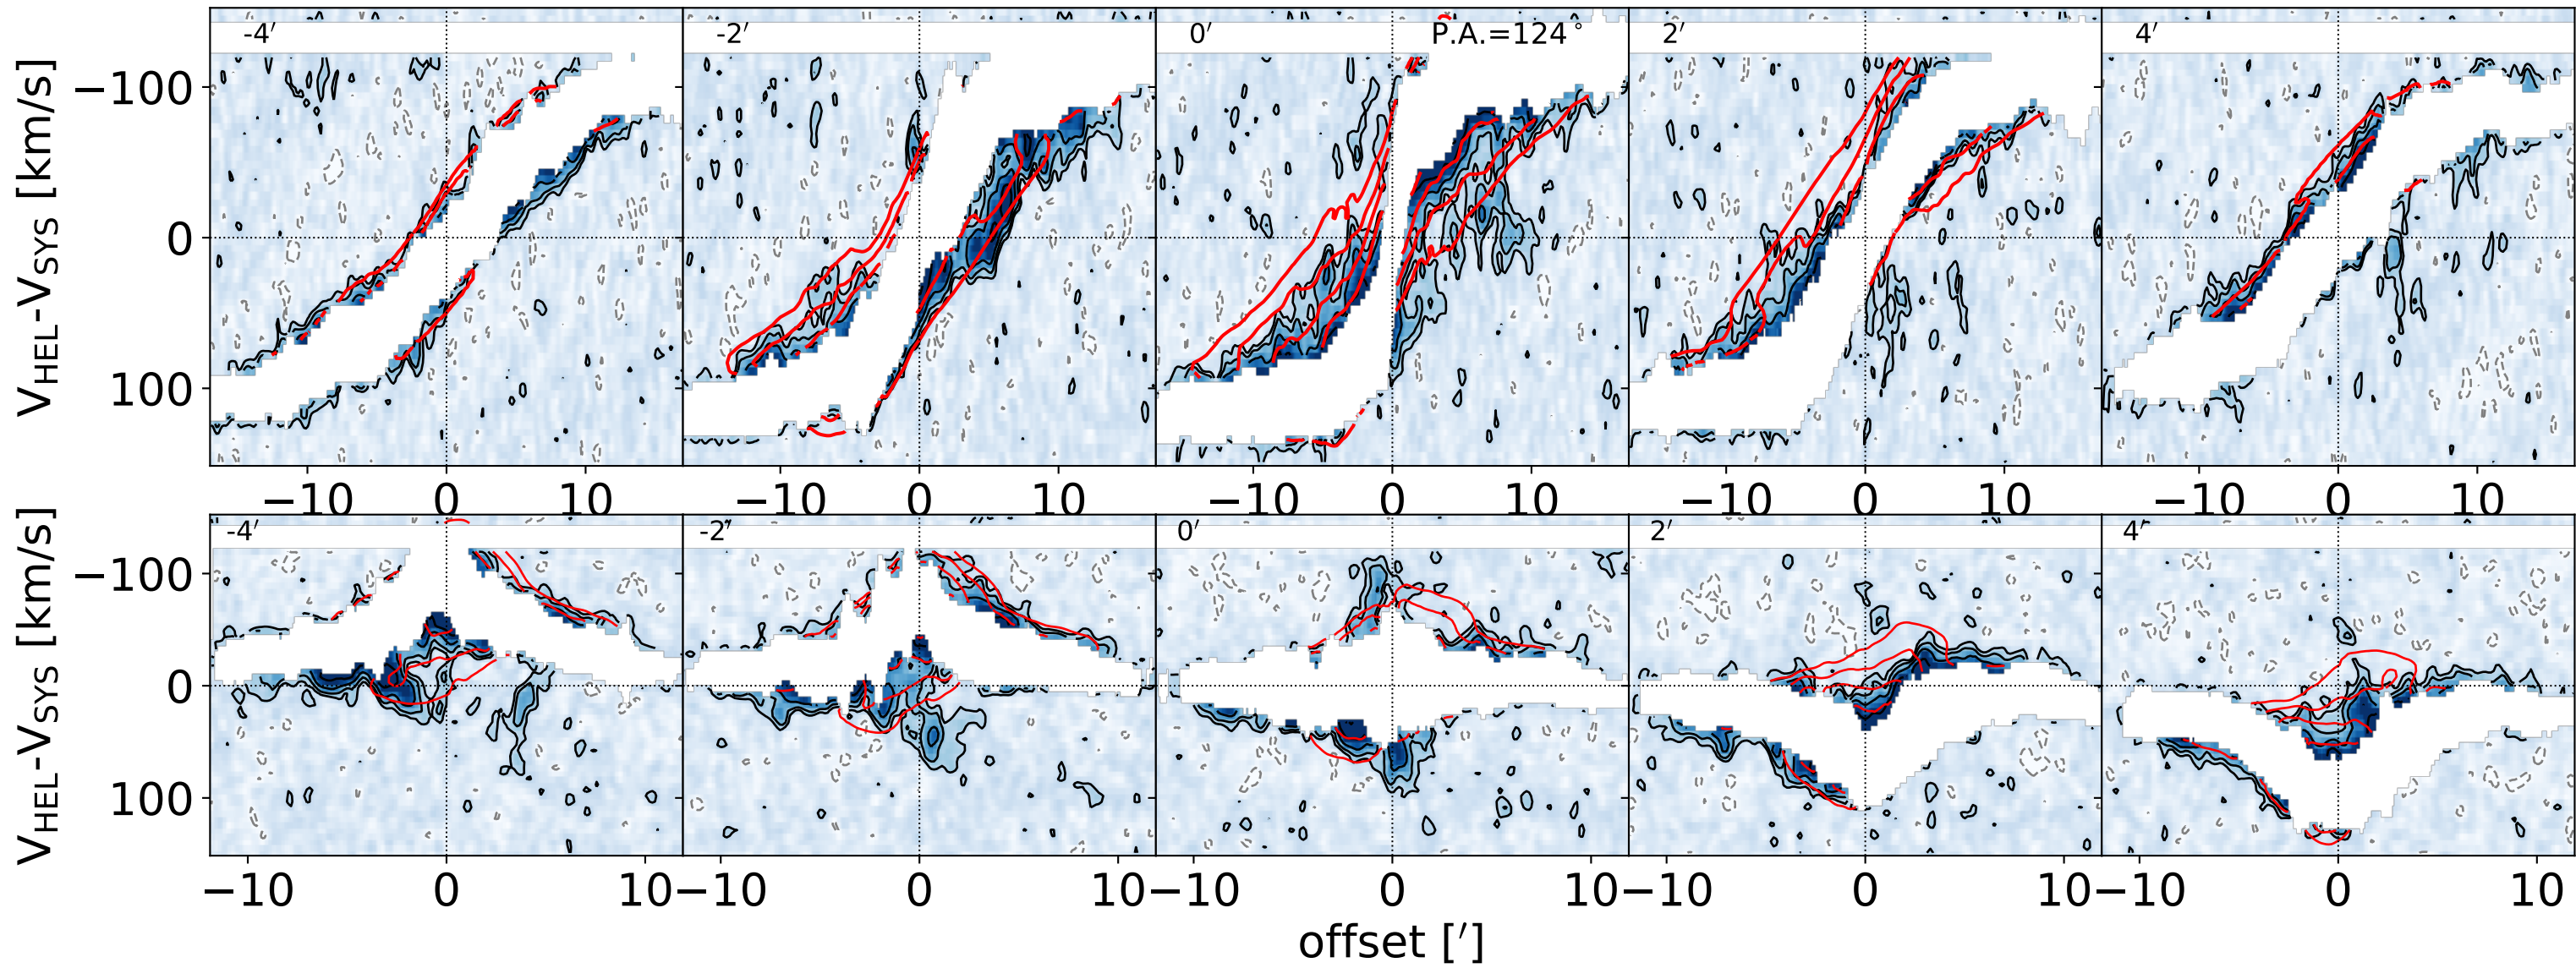 -4′ -2′ 0′ P.A.=124° 2′ 4′
V_HEL-V_SYS [km/s]
−100
0
100
−10 0 10 −10 0 10 −10 0 10 −10 0 10 −10 0 10
-4′ -2′ 0′ 2′ 4′
V_HEL-V_SYS [km/s]
−100
0
100
−10 0 10 −10 0 10 −10 0 10 −10 0 10 −10 0 10
offset [′]